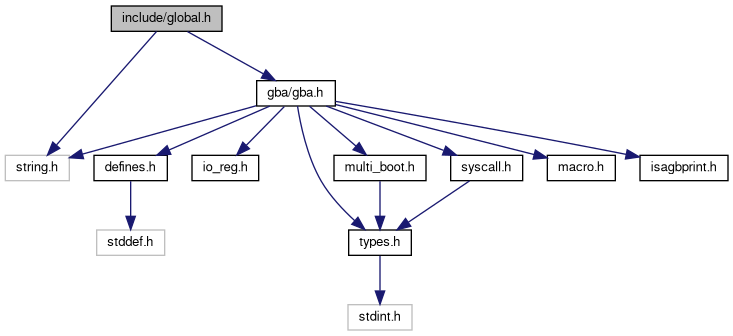 include/global.h
gba/gba.h
string.h
defines.h
io_reg.h
multi_boot.h
syscall.h
macro.h
isagbprint.h
stddef.h
types.h
stdint.h